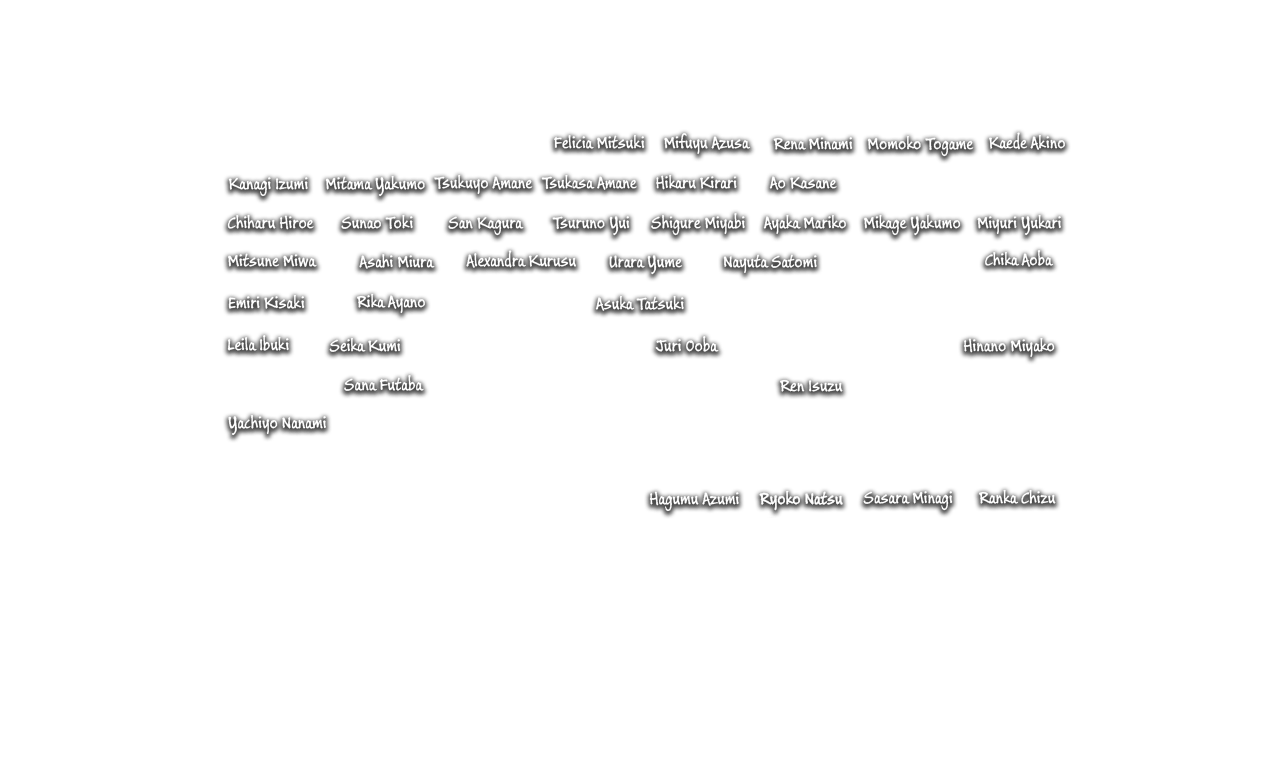 Felicia Mitsuki Mifuyu Azusa Rena Minami Momoko Togame Kaede Akino
Kanagi Izumi Mitama Yakumo Tsukuyo Amane Tsukasa Amane Hikaru Kirari Ao Kasane
Chiharu Hiroe Sunao Toki San Kagura Tsuruno Yui Shigure Miyabi Ayaka Mariko Mikage Yakumo Miyuri Yukari
Mitsune Miwa Asahi Miura Alexandra Kurusu Urara Yume Nayuta Satomi Chika Aoba
Emiri Kisaki Rika Ayano Asuka Tatsuki
Leila Ibuki Seika Kumi Juri Ooba Hinano Miyako
Sana Futaba Ren Isuzu
Yachiyo Nanami
Hagumu Azumi Ryoko Natsu Sasara Minagi Ranka Chizu